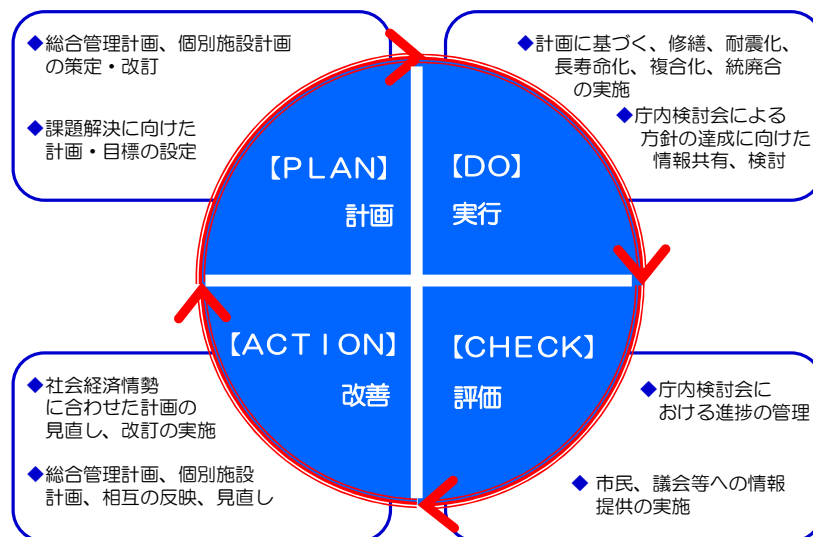 ◆総合管理計画、個別施設計画
の策定・改訂
◆課題解決に向けた
計画・目標の設定
【PLAN】
計画
◆計画に基づく、修繕、耐震化、
長寿命化、複合化、統廃合
の実施
◆庁内検討会による
方針の達成に向けた
情報共有、検討
【DO】
実行
【ACTION】
改善
◆社会経済情勢
に合わせた計画の
見直し、改訂の実施
◆総合管理計画、個別施設
計画、相互の反映、見直し
【CHECK】
評価
◆庁内検討会に
おける進捗の管理
◆ 市民、議会等への情報
提供の実施